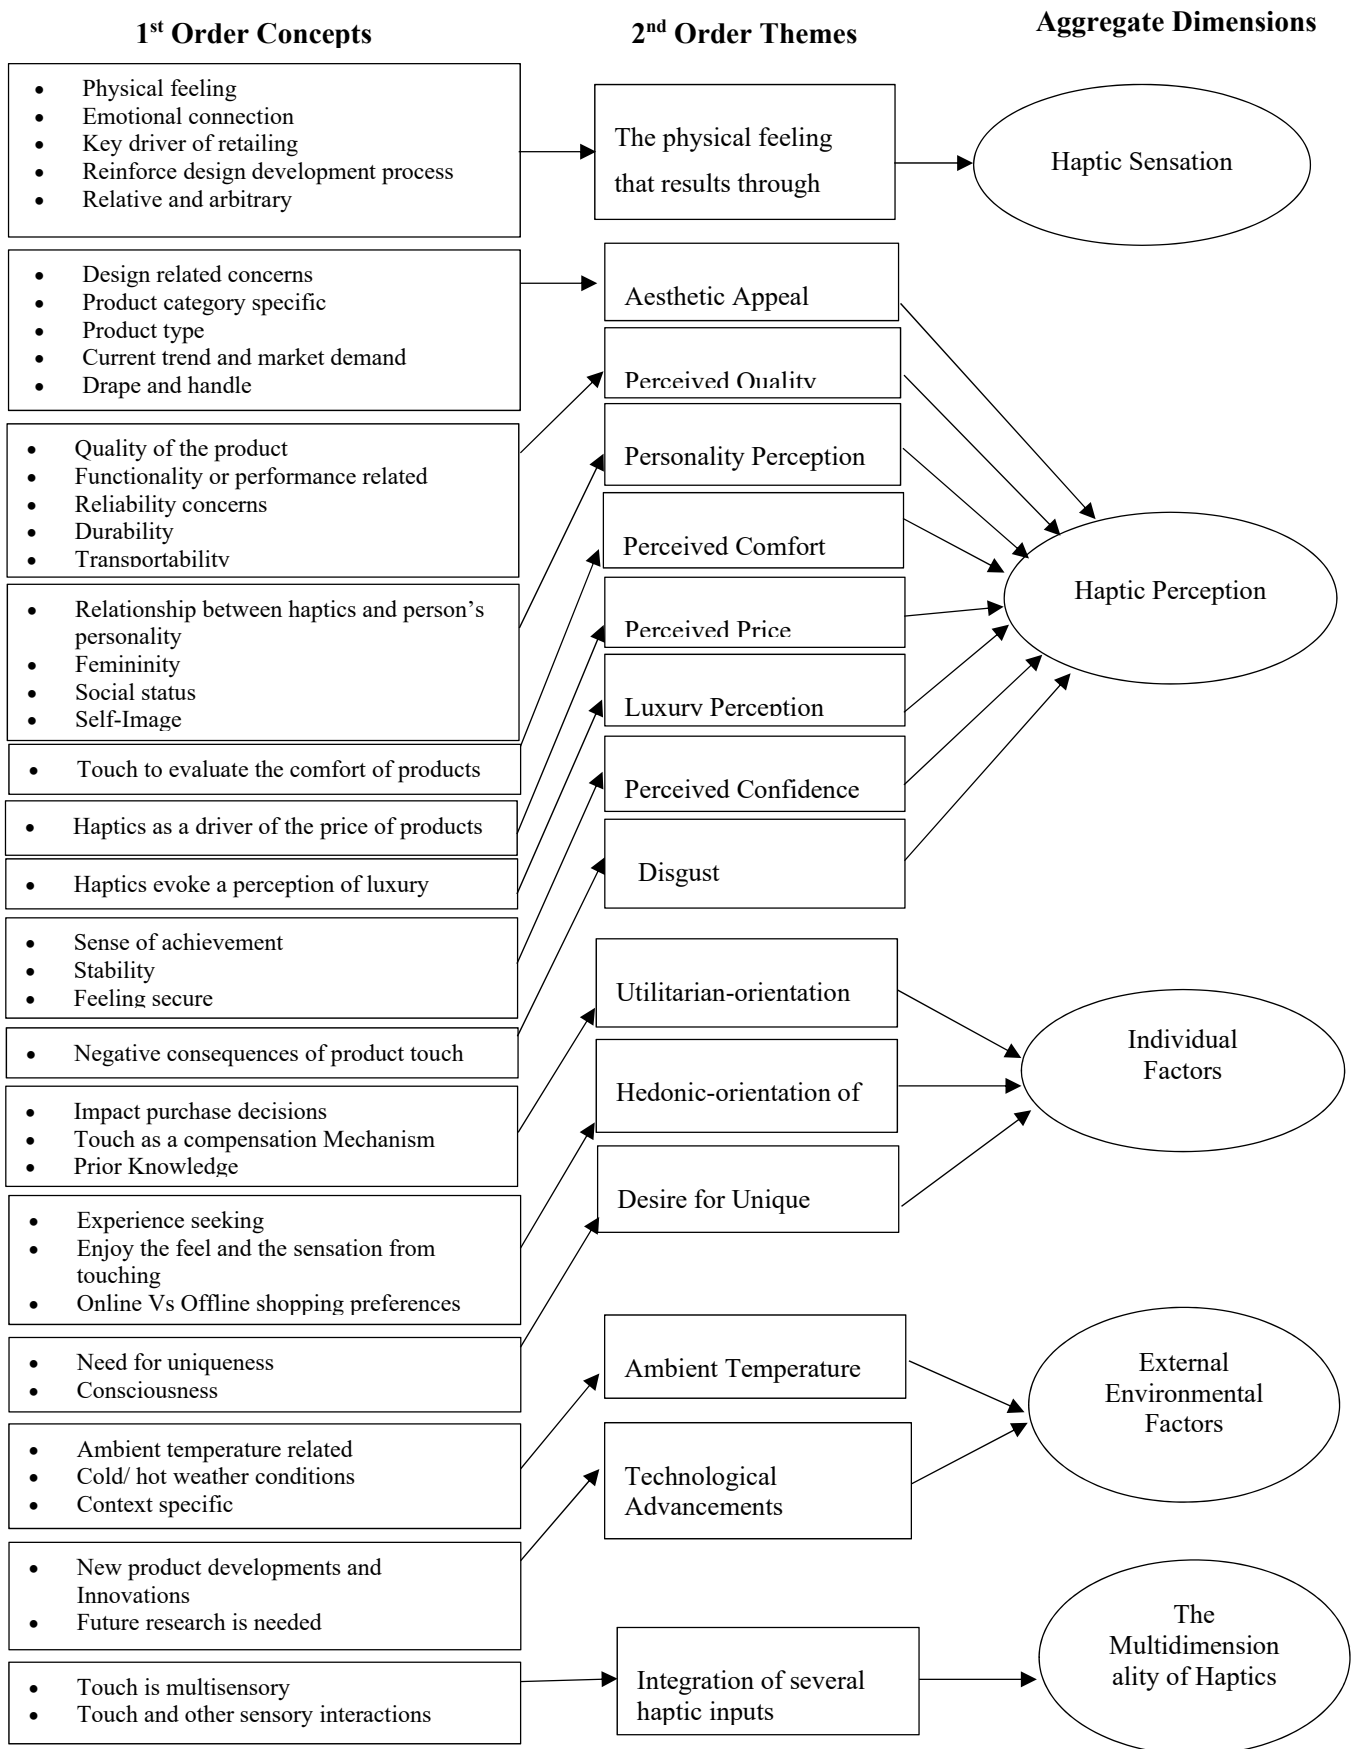 1st Order Concepts
2nd Order Themes
Aggregate Dimensions
• Physical feeling
• Emotional connection
• Key driver of retailing
• Reinforce design development process
• Relative and arbitrary
The physical feeling
that results through
Haptic Sensation
• Design related concerns
• Product category specific
• Product type
• Current trend and market demand
• Drape and handle
Aesthetic Appeal
Perceived Quality
• Quality of the product
• Functionality or performance related
• Reliability concerns
• Durability
• Transportability
Personality Perception
Perceived Comfort
Haptic Perception
• Relationship between haptics and person's
personality
• Femininity
• Social status
• Self-Image
Perceived Price
Luxury Perception
• Touch to evaluate the comfort of products
• Haptics as a driver of the price of products
Perceived Confidence
• Haptics evoke a perception of luxury
Disgust
• Sense of achievement
• Stability
• Feeling secure
Utilitarian-orientation
• Negative consequences of product touch
Individual
Factors
Hedonic-orientation of
• Impact purchase decisions
• Touch as a compensation Mechanism
• Prior Knowledge
Desire for Unique
• Experience seeking
• Enjoy the feel and the sensation from
touching
• Online Vs Offline shopping preferences
• Need for uniqueness
• Consciousness
Ambient Temperature
External
Environmental
Factors
• Ambient temperature related
• Cold/ hot weather conditions
• Context specific
Technological
Advancements
• New product developments and
Innovations
• Future research is needed
The
Multidimension
ality of Haptics
• Touch is multisensory
• Touch and other sensory interactions
Integration of several
haptic inputs